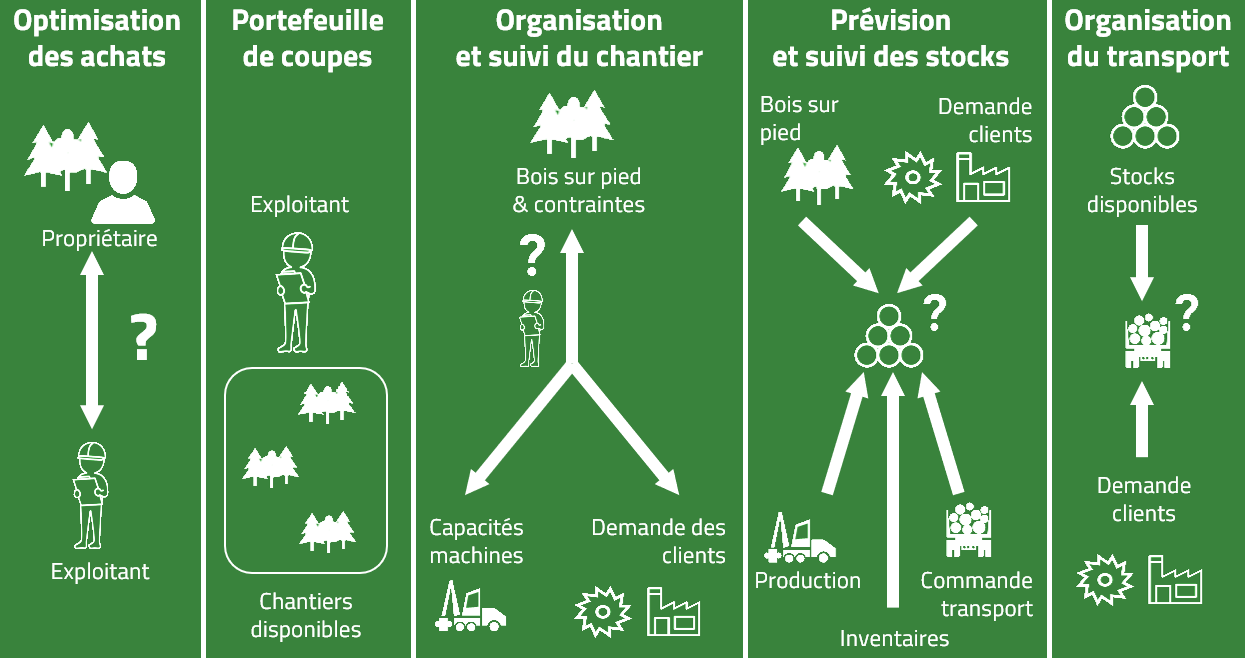 Optimisation
des achats
Propriétaire
?
Exploitant
Portefeuille
de coupes
Exploitant
Chantiers
disponibles
Organisation
et suivi du chantier
Bois sur pied
& contraintes
?
Capacités
machines
Demande des
clients
Prévision
et suivi des stocks
Bois sur
pied
Demande
clients
?
Production
Commande
transport
Inventaires
Organisation
du transport
Stocks
disponibles
?
Demande
clients